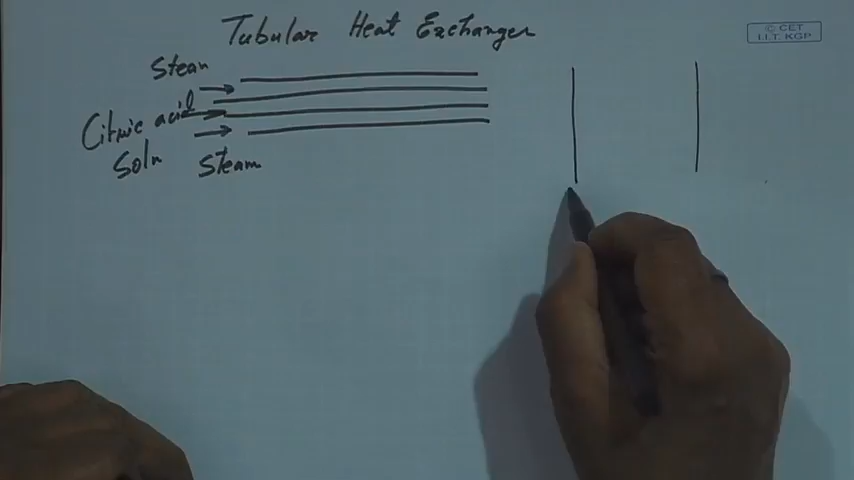 Tubular Heat Exchanger
© CET
I.I.T. KGP
Steam
Citric acid
Soln
Steam